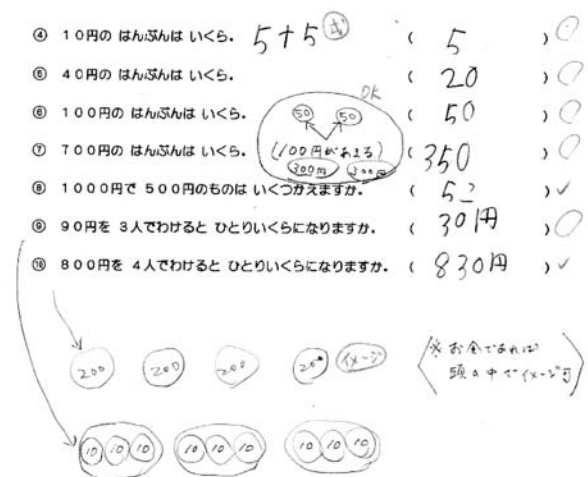 ④ 10円の はんぶんは いくら. 5+5 式 ( 5 )
⑤ 40円の はんぶんは いくら. ( 20 )
OK
⑥ 100円の はんぶんは いくら. 50 50 ( 50 )
⑦ 700円の はんぶんは いくら. (100円があまる) ( 350 )
300円 300円
⑧ 1000円で 500円のものは いくつかえますか. ( )
⑨ 90円を 3人でわけると ひとりいくらになりますか. ( 301円 )
⑩ 800円を 4人でわけると ひとりいくらになりますか. ( 830円 )
200 200 200 200 イメージ
※お金であれば
頭の中でイメージ可
10 10 10 10 10 10 10 10 10